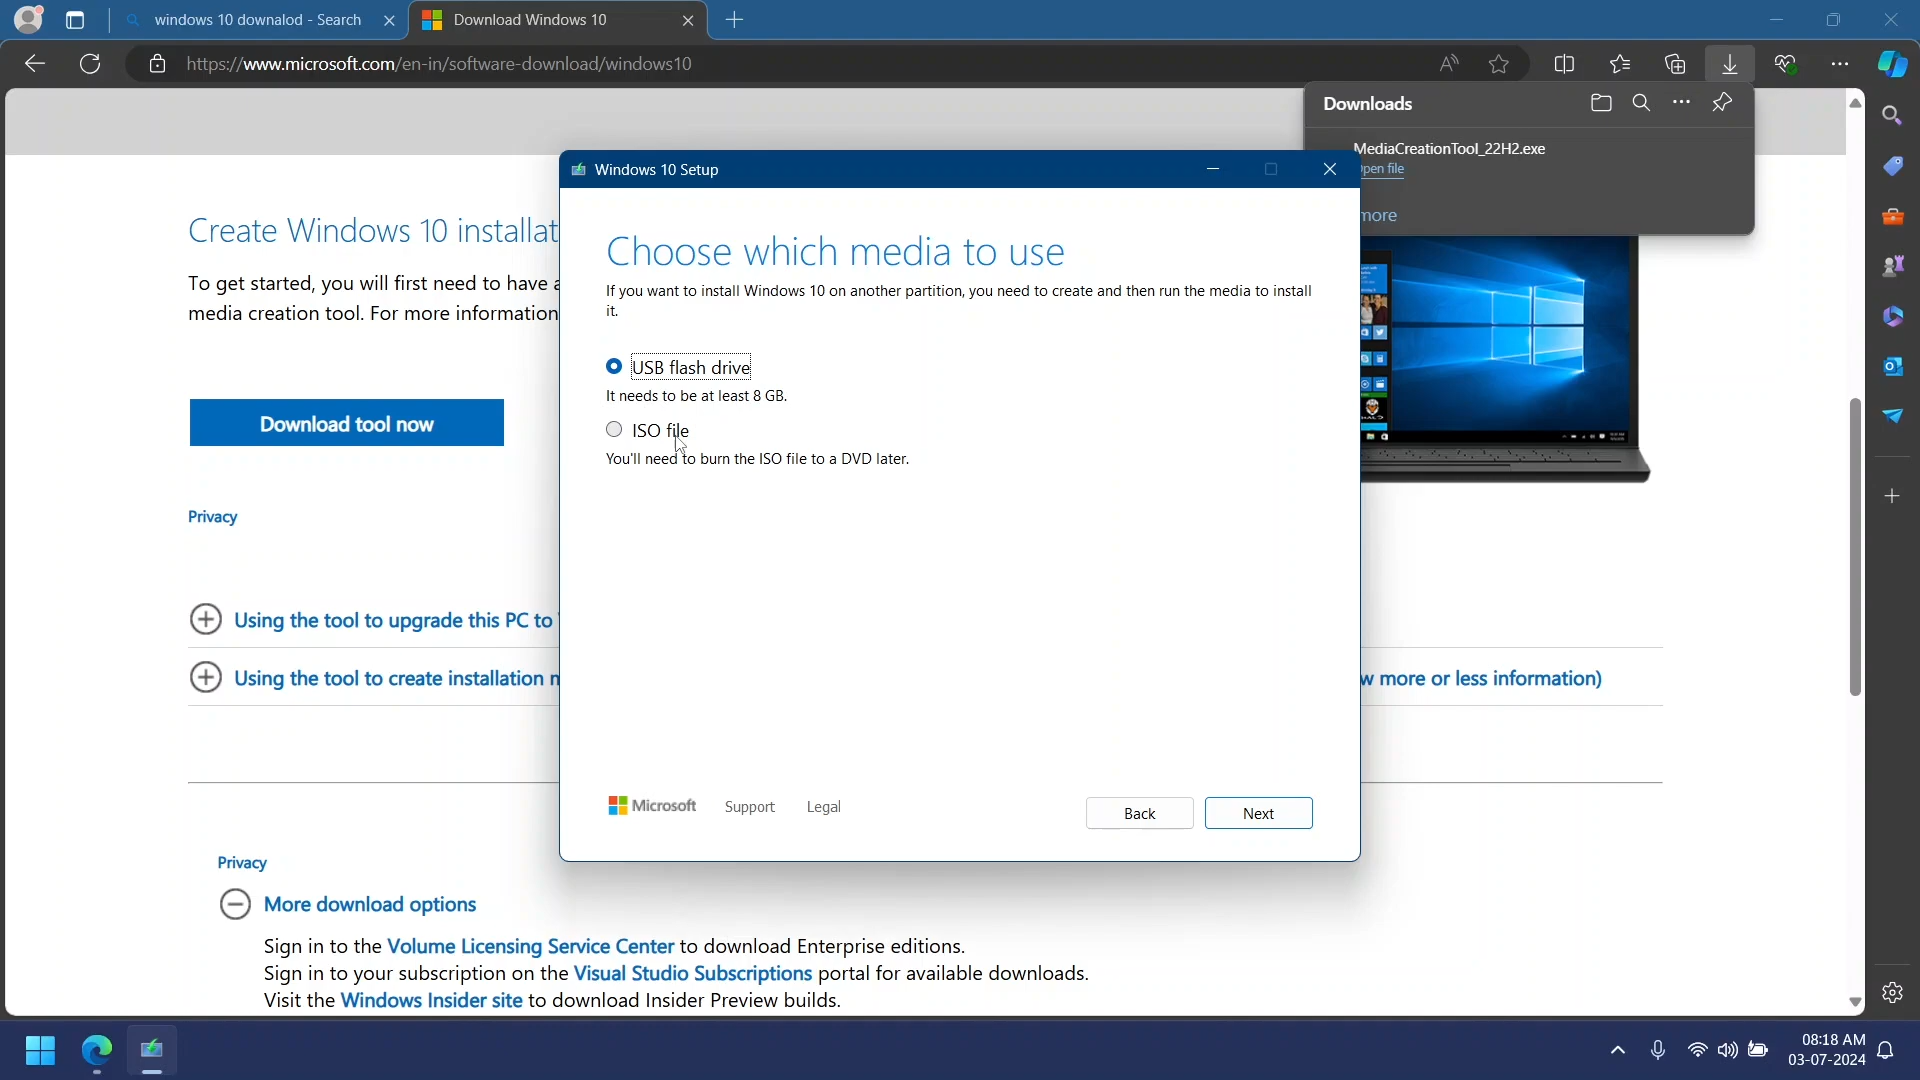 windows 10 downalod - Search
Download Windows 10
https://www.microsoft.com/en-in/software-download/windows10
Downloads
MediaCreationTool_22H2.exe
pen file
more
Windows 10 Setup
Create Windows 10 installat
To get started, you will first need to have a
media creation tool. For more information
Download tool now
Privacy
Choose which media to use
If you want to install Windows 10 on another partition, you need to create and then run the media to install
it.
USB flash drive
It needs to be at least 8 GB.
ISO file
You'll need to burn the ISO file to a DVD later.
Using the tool to upgrade this PC to
Using the tool to create installation
w more or less information)
Microsoft
Support
Legal
Back
Next
Privacy
More download options
Sign in to the Volume Licensing Service Center to download Enterprise editions.
Sign in to your subscription on the Visual Studio Subscriptions portal for available downloads.
Visit the Windows Insider site to download Insider Preview builds.
08:18 AM
03-07-2024